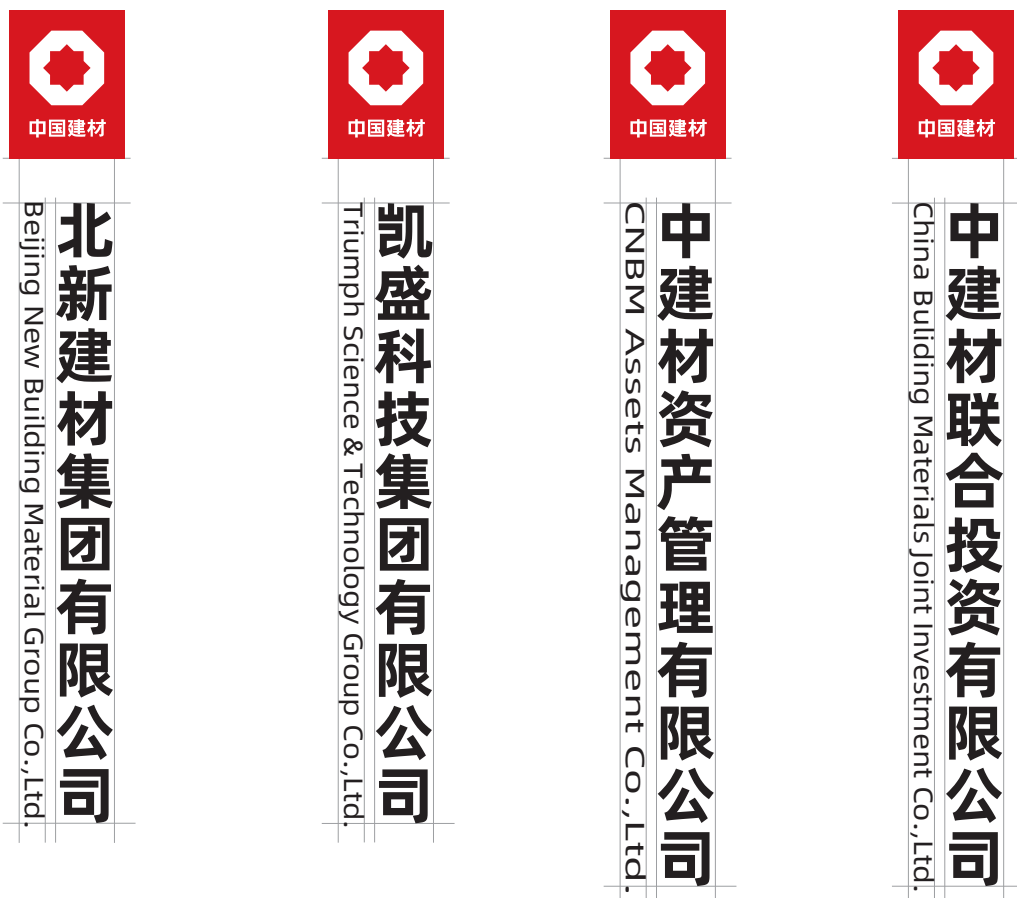 中国建材
北新建材集团有限公司
Beijing New Building Material Group Co.,Ltd.
中国建材
凯盛科技集团有限公司
Triumph Science & Technology Group Co.,Ltd.
中国建材
中建材资产管理有限公司
CNBM Assets Management Co.,Ltd.
中国建材
中建材联合投资有限公司
China Buliding Materials Joint Investment Co.,Ltd.